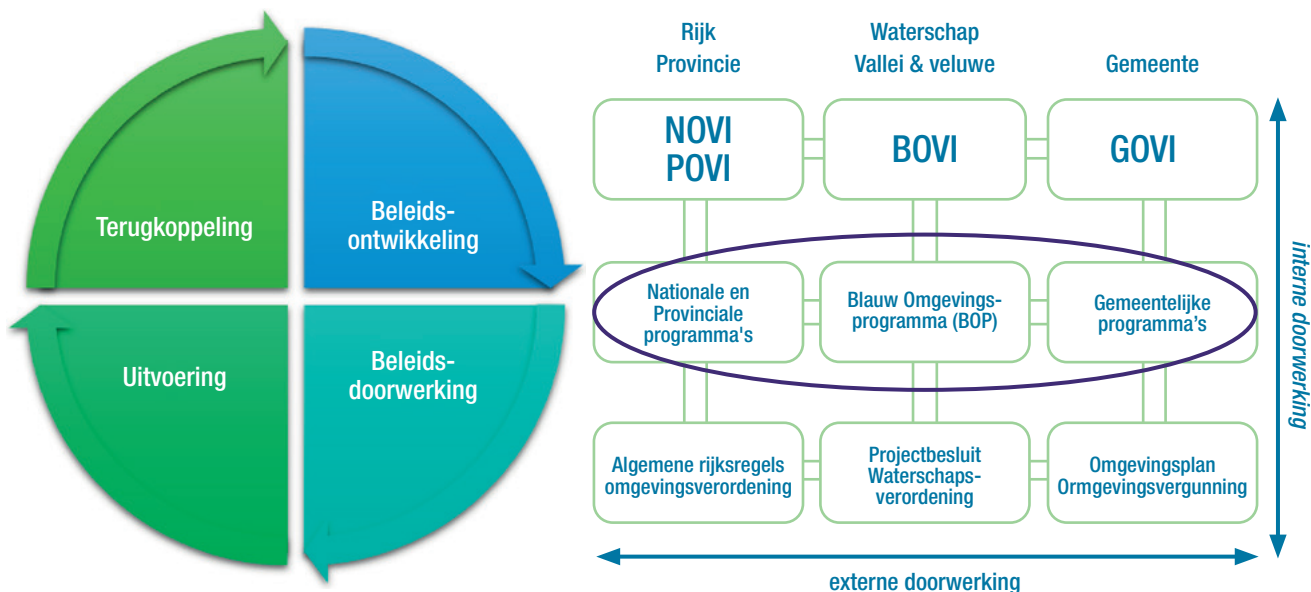 Terugkoppeling
Beleids-
ontwikkeling
Uitvoering
Beleids-
doorwerking
Rijk
Provincie
Waterschap
Vallei & veluwe
Gemeente
NOVI
POVI
BOVI
GOVI
Nationale en
Provinciale
programma's
Blauw Omgevings-
programma (BOP)
Gemeentelijke
programma’s
Algemene rijksregels
omgevingsverordening
Projectbesluit
Waterschaps-
verordening
Omgevingsplan
Ormgevingsvergunning
interne doorwerking
externe doorwerking